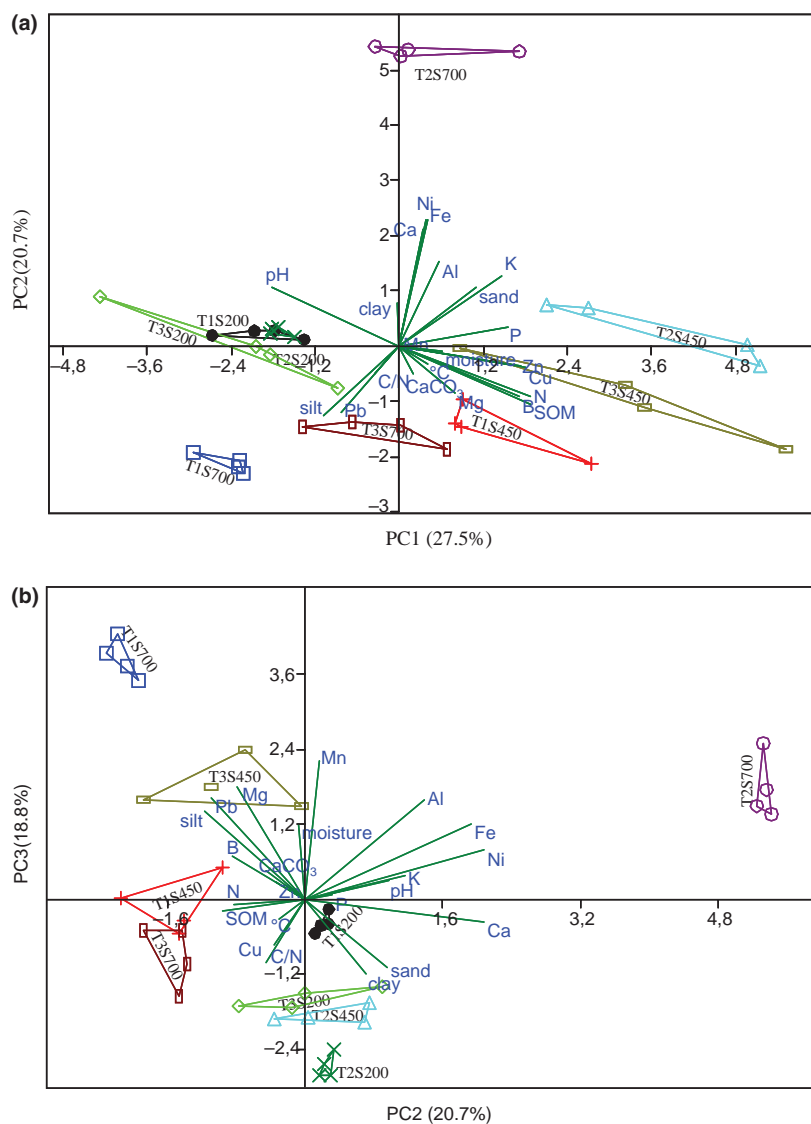 (a)
5
T2S700
4
3
Ni
Fe
2
Ca
Al
K
pH
1
sand
clay
T1S200
P
T3S200
T2S450
Mn
moisture
Zn
–4,8
–3,6
–2,4
–1,2
1,2
2,4
3,6
4,8
T2S200
°C
Cu
C/N
CaCO3
T3S450
–1
N
silt
Pb
Mg
B
SOM
T3S700
T1S450
–2
T1S700
–3
PC2(20.7%)
PC1 (27.5%)
(b)
T1S700
3,6
2,4
Mn
T3S450
Mg
Pb
Al
T2S700
silt
1,2
moisture
Fe
B
CaCO3
Ni
T1S450
N
Zn
K
pH
P
–1,6
1,6
3,2
4,8
SOM
°C
T1S200
Ca
T3S700
Cu
C/N
–1,2
sand
clay
T3S200
T2S450
–2,4
T2S200
PC3(18.8%)
PC2 (20.7%)